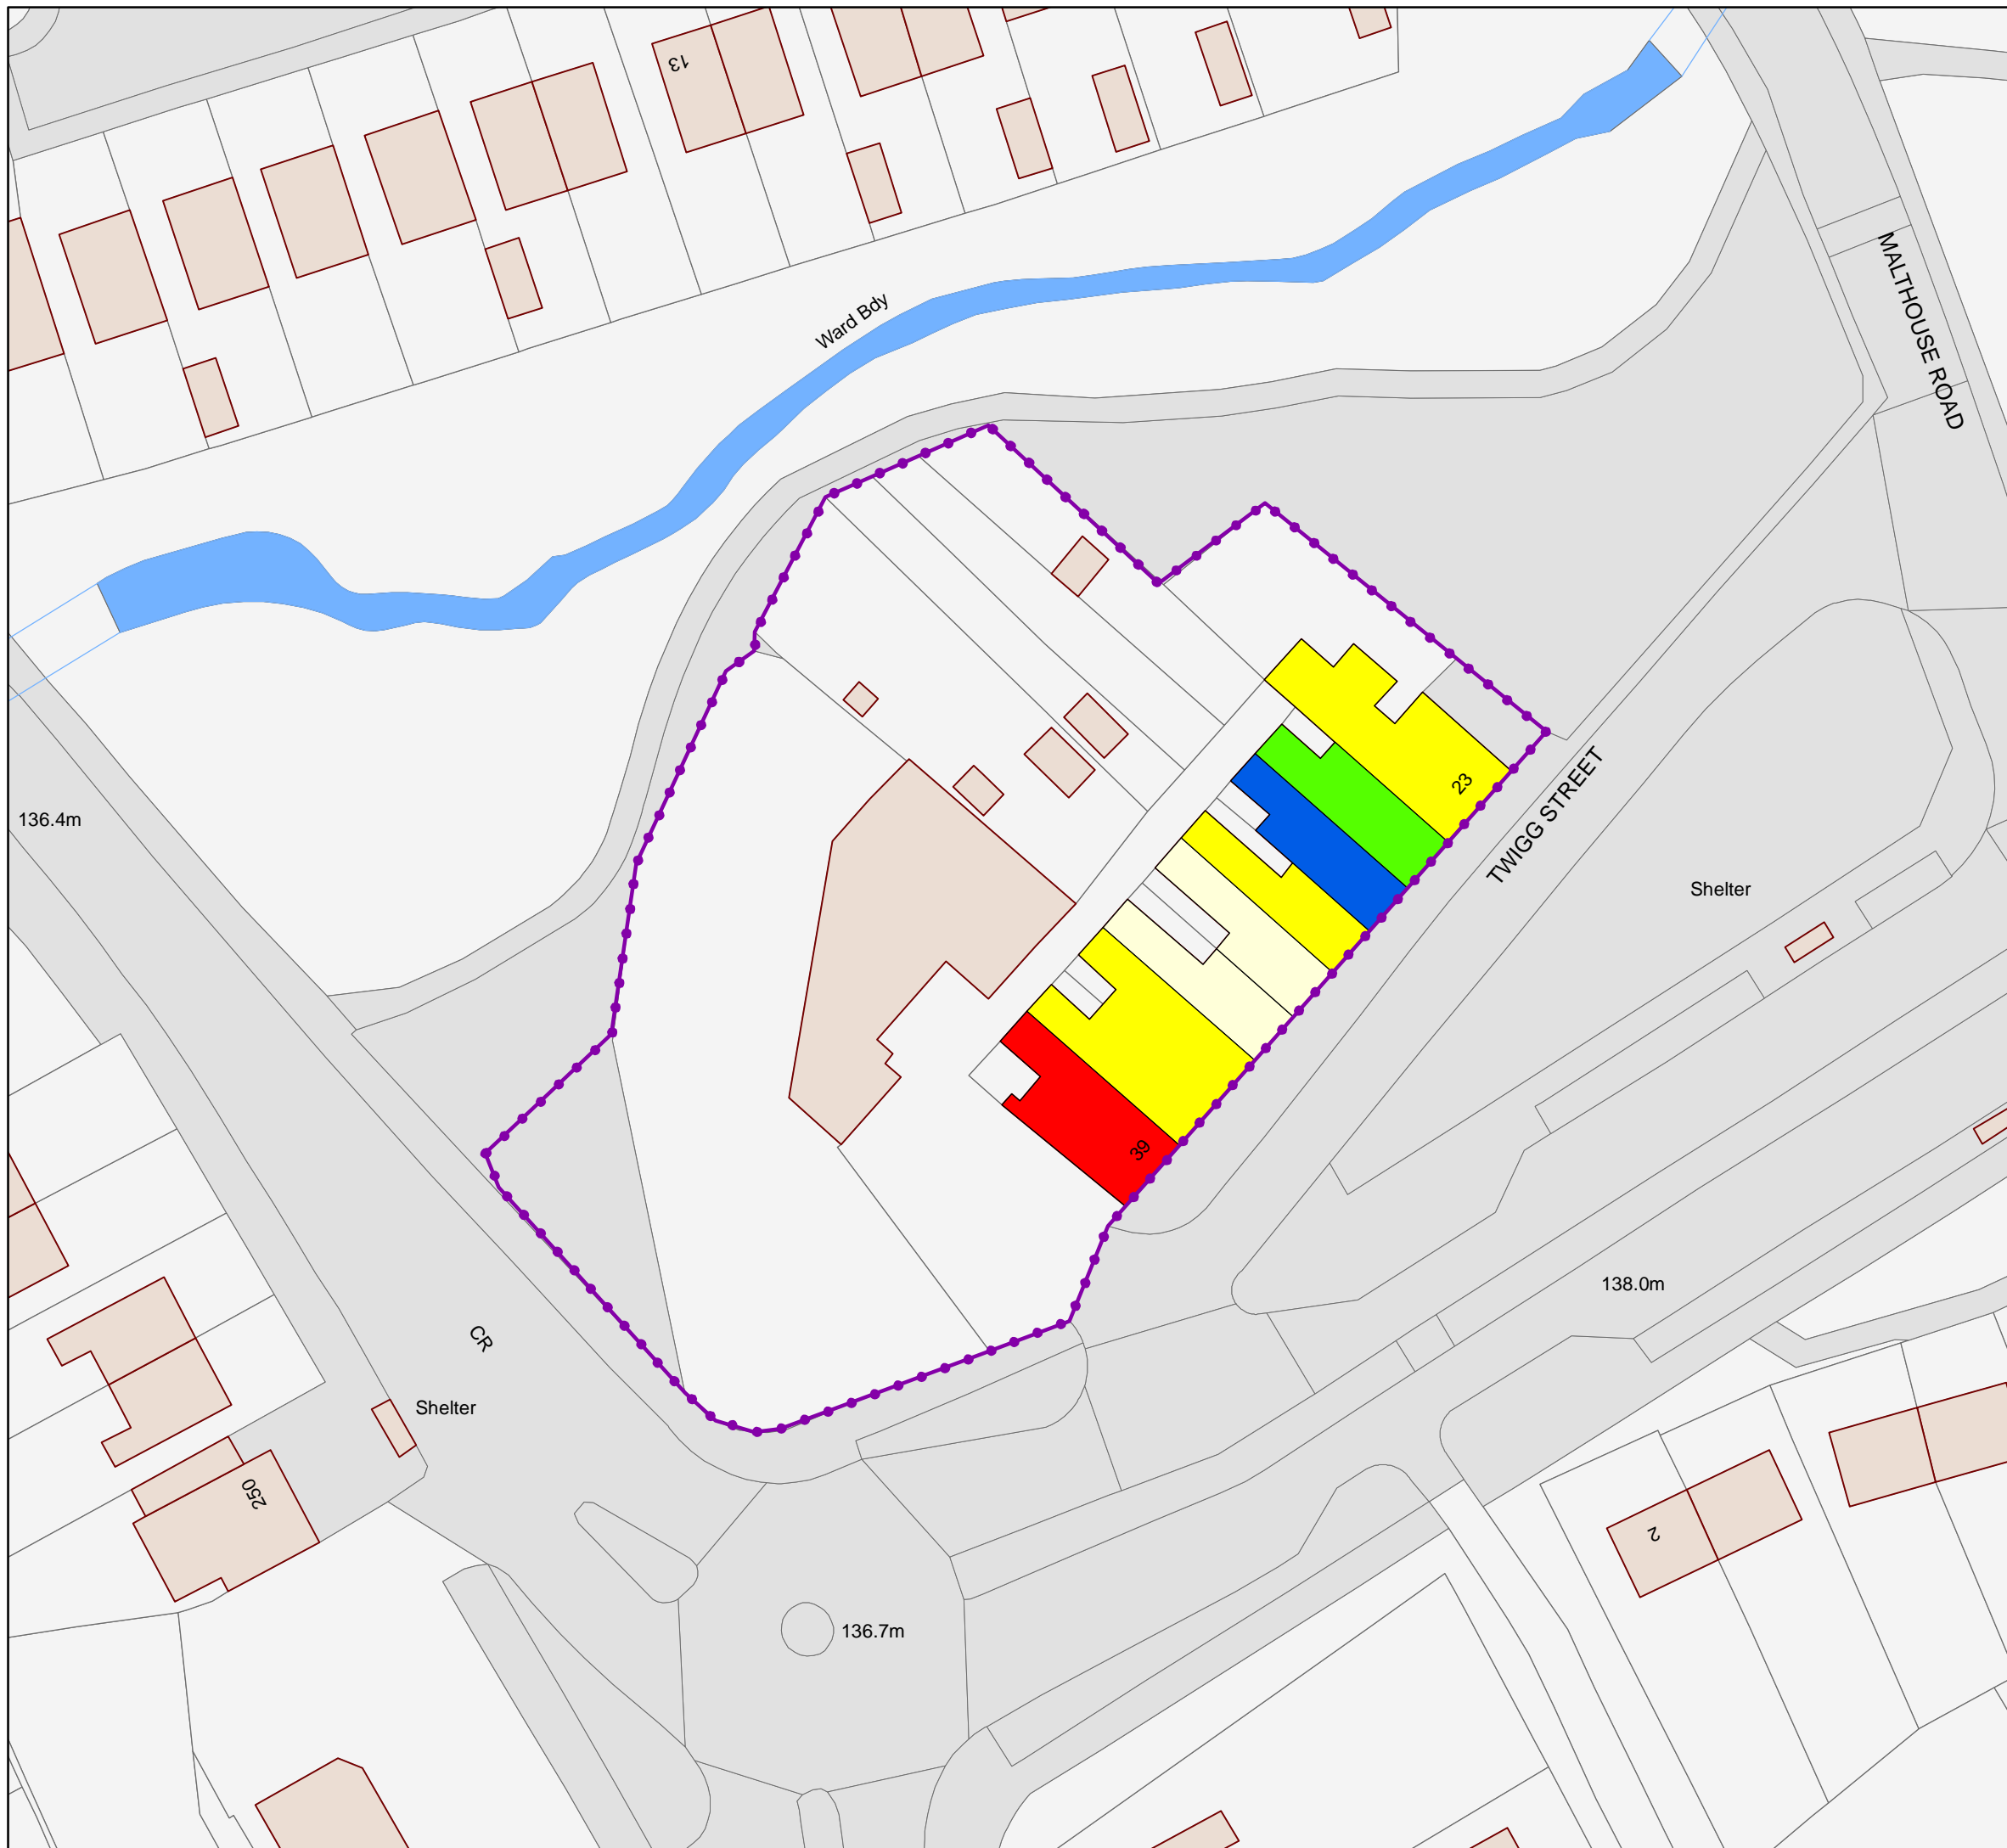 13
Ward Bdy
MALTHOUSE ROAD
136.4m
23
TWIGG STREET
Shelter
39
138.0m
CR
Shelter
250
2
136.7m